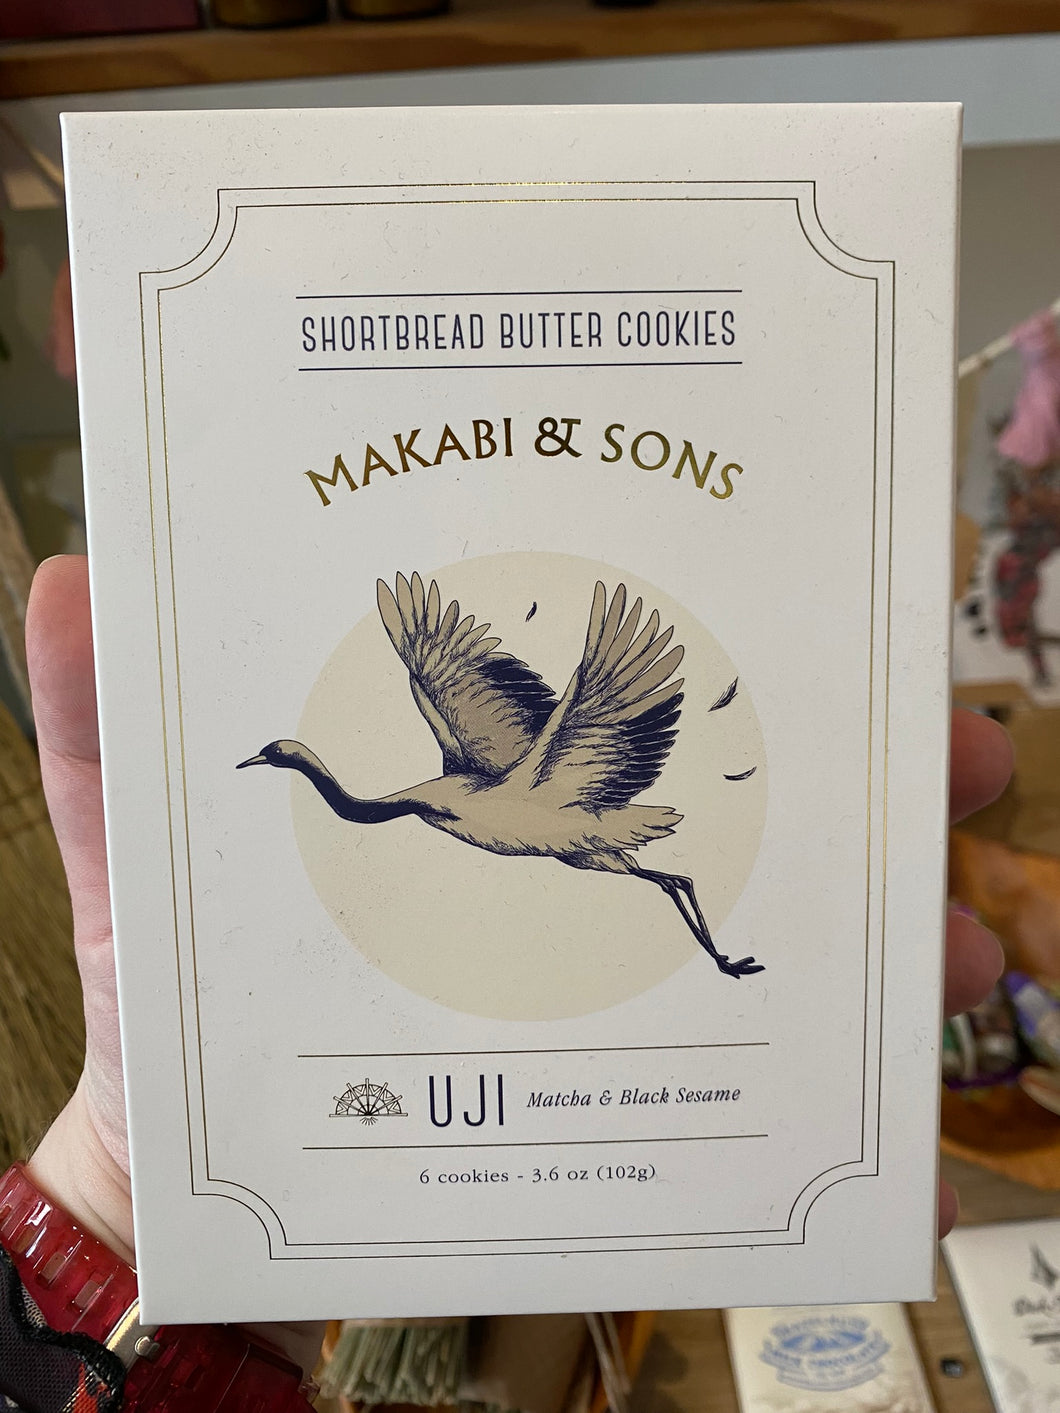 SHORTBREAD BUTTER COOKIES
MAKABI & SONS
UJI Matcha & Black Sesame
6 cookies - 3.6 oz (102g)